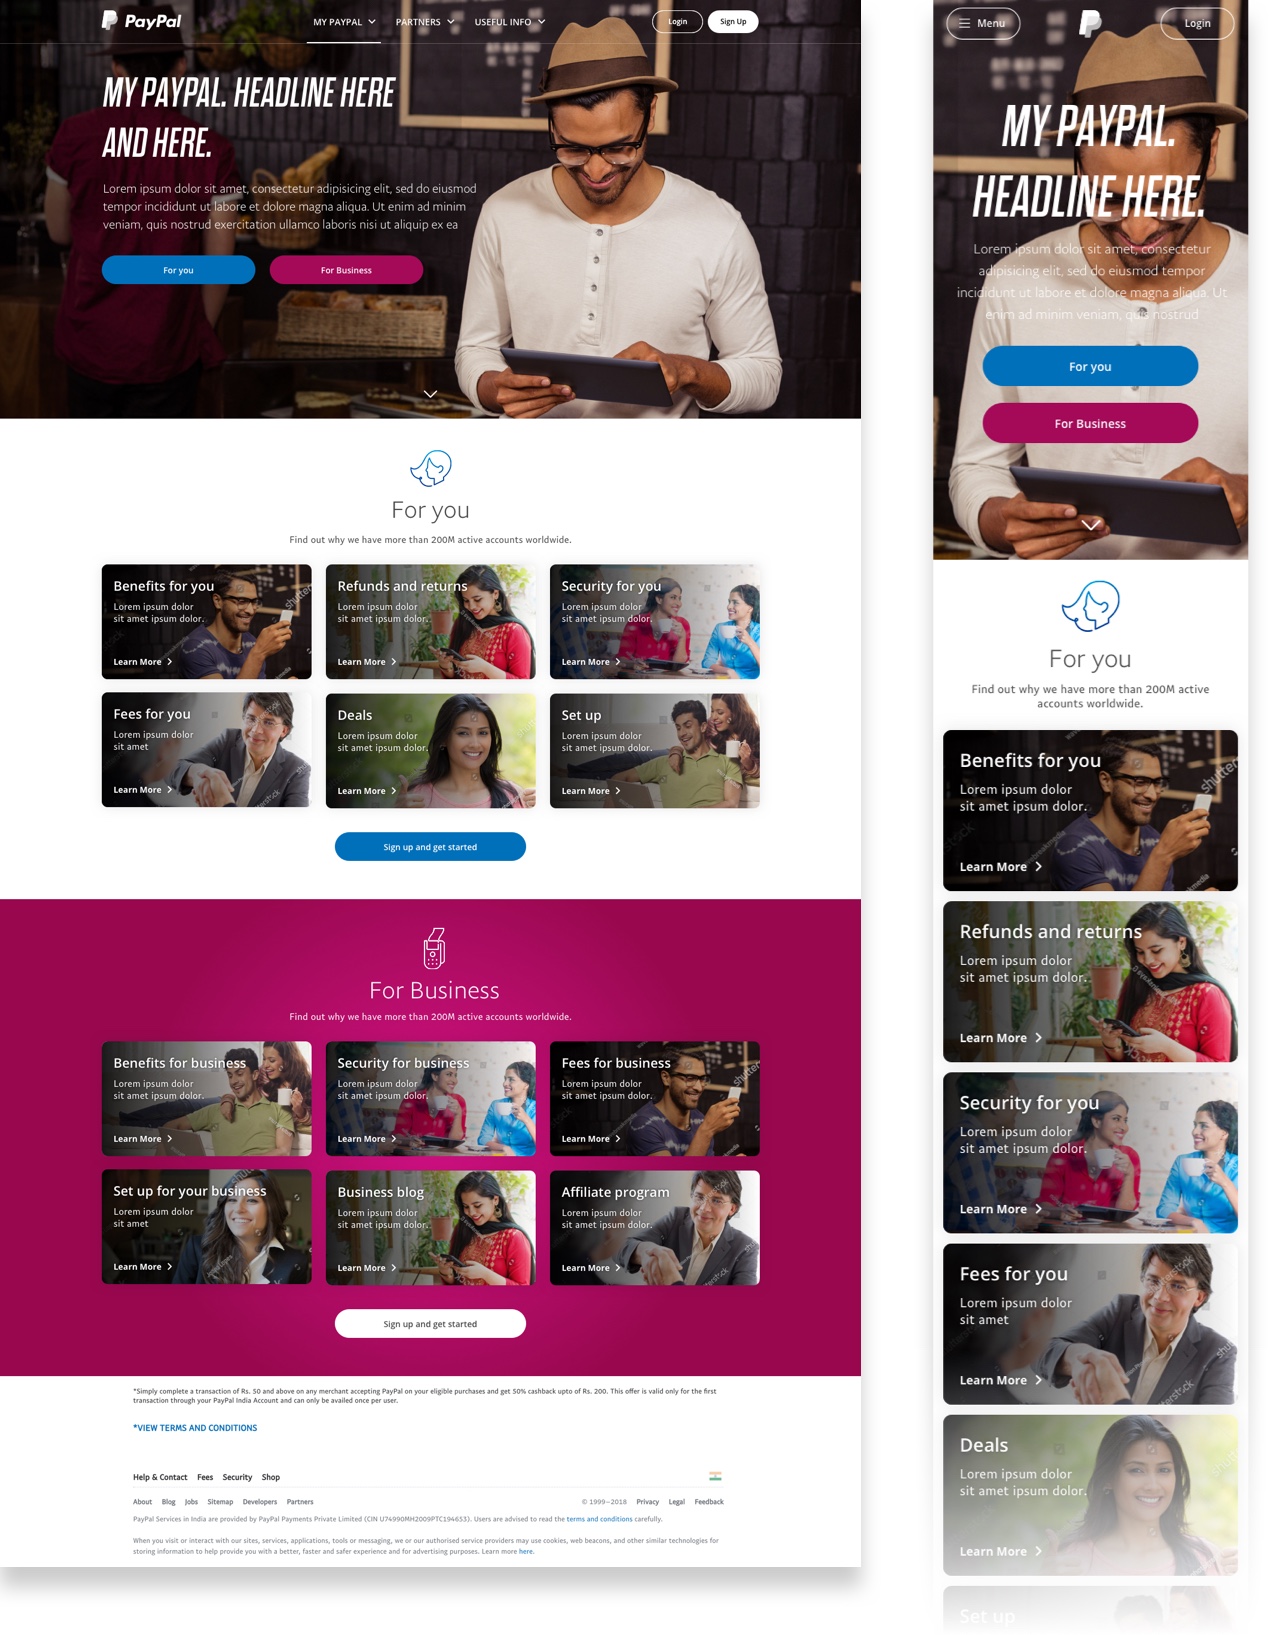 PayPal
MY PAYPAL
PARTNERS
USEFUL INFO
Login
Sign Up
MY PAYPAL. HEADLINE HERE
AND HERE.
Lorem ipsum dolor sit amet, consectetur adipisicing elit, sed do eiusmod
tempor incididunt ut labore et dolore magna aliqua. Ut enim ad minim
veniam, quis nostrud exercitation ullamco laboris nisi ut aliquip ex ea
For you
For Business
For you
Find out why we have more than 200M active accounts worldwide.
Benefits for you
Lorem ipsum dolor
sit amet ipsum dolor.
Learn More
Refunds and returns
Lorem ipsum dolor
sit amet ipsum dolor.
Learn More
Security for you
Lorem ipsum dolor
sit amet ipsum dolor.
Learn More
Fees for you
Lorem ipsum dolor
sit amet
Learn More
Deals
Lorem ipsum dolor
sit amet ipsum dolor.
Learn More
Set up
Lorem ipsum dolor
sit amet ipsum dolor.
Learn More
Sign up and get started
For Business
Find out why we have more than 200M active accounts worldwide.
Benefits for business
Lorem ipsum dolor
sit amet ipsum dolor.
Learn More
Security for business
Lorem ipsum dolor
sit amet ipsum dolor.
Learn More
Fees for business
Lorem ipsum dolor
sit amet ipsum dolor.
Learn More
Set up for your business
Lorem ipsum dolor
sit amet
Learn More
Business blog
Lorem ipsum dolor
sit amet ipsum dolor.
Learn More
Affiliate program
Lorem ipsum dolor
sit amet ipsum dolor.
Learn More
Sign up and get started
*Simply complete a transaction of Rs. 50 and above on any merchant accepting PayPal on your eligible purchases and get 50% cashback upto of Rs. 200. This offer is valid only for the first
transaction through your PayPal India Account and can only be availed once per user.
*VIEW TERMS AND CONDITIONS
Help & Contact Fees Security Shop
About Blog Jobs Sitemap Developers Partners
© 1999–2018 Privacy Legal Feedback
PayPal Services in India are provided by PayPal Payments Private Limited (CIN U74990MH2009PTC194653). Users are advised to read the terms and conditions carefully.
When you visit or interact with our sites, services, applications, tools or messaging, we or our authorised service providers may use cookies, web beacons, and other similar technologies for
storing information to help provide you with a better, faster and safer experience and for advertising purposes. Learn more here.
Menu
Login
MY PAYPAL.
HEADLINE HERE.
Lorem ipsum dolor sit amet, consectetur
adipisicing elit, sed do eiusmod tempor
incididunt ut labore et dolore magna aliqua. Ut
enim ad minim veniam, quis nostrud
For you
For Business
For you
Find out why we have more than 200M active
accounts worldwide.
Benefits for you
Lorem ipsum dolor
sit amet ipsum dolor.
Learn More
Refunds and returns
Lorem ipsum dolor
sit amet ipsum dolor.
Learn More
Security for you
Lorem ipsum dolor
sit amet ipsum dolor.
Learn More
Fees for you
Lorem ipsum dolor
sit amet
Learn More
Deals
Lorem ipsum dolor
sit amet ipsum dolor.
Learn More
Set up